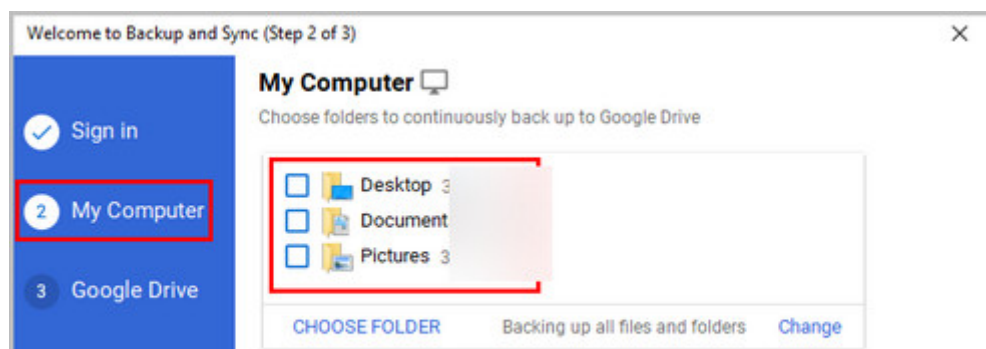 Welcome to Backup and Sync (Step 2 of 3)
My Computer
Choose folders to continuously back up to Google Drive
Sign in
2 My Computer
3 Google Drive
Desktop 3
Document
Pictures 3
CHOOSE FOLDER Backing up all files and folders Change